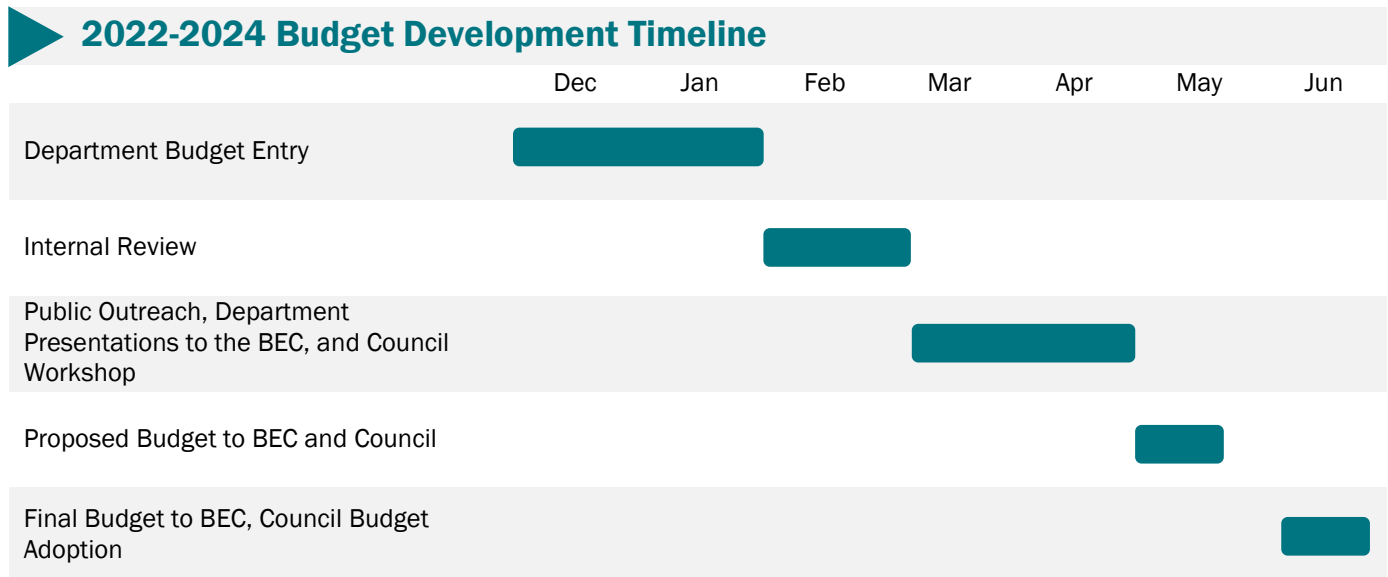 2022-2024 Budget Development Timeline
Dec Jan Feb Mar Apr May Jun
Department Budget Entry
Internal Review
Public Outreach, Department
Presentations to the BEC, and Council
Workshop
Proposed Budget to BEC and Council
Final Budget to BEC, Council Budget
Adoption